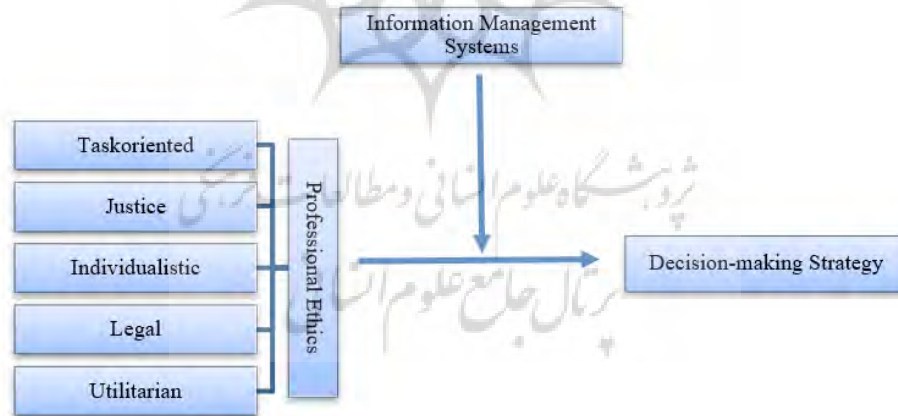 Information Management
Systems
Taskoriented
Justice
Individualistic
Legal
Utilitarian
Professional Ethics
Decision-making Strategy
پژوهشگاه علوم انسانی و مطالعات فرهنگی
پرتال جامع علوم انسانی